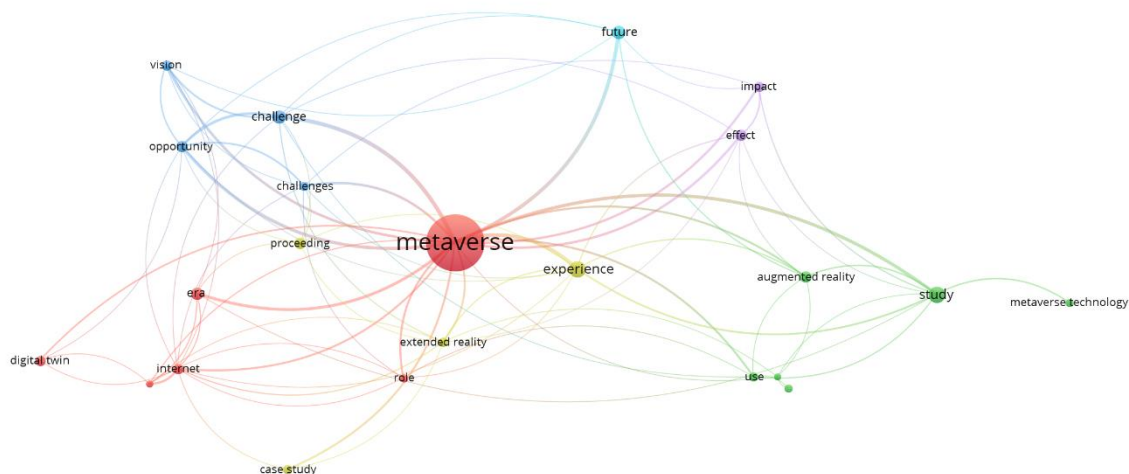 future
vision
impact
challenge
effect
opportunity
challenges
metaverse
proceeding
experience
augmented reality
era
study
metaverse technology
extended reality
digital twin
internet
role
use
case study